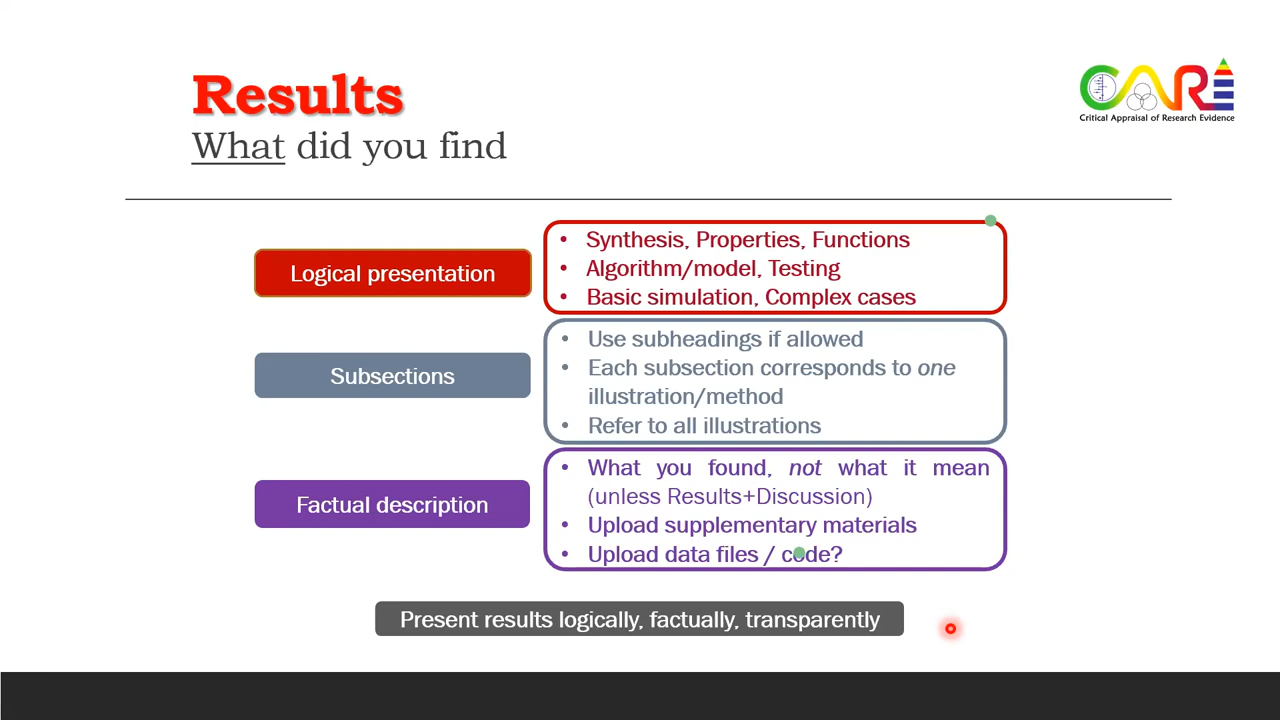 Results
What did you find
CARE
Critical Appraisal of Research Evidence
Logical presentation
• Synthesis, Properties, Functions
• Algorithm/model, Testing
• Basic simulation, Complex cases
Subsections
• Use subheadings if allowed
• Each subsection corresponds to one
illustration/method
• Refer to all illustrations
Factual description
• What you found, not what it mean
(unless Results+Discussion)
• Upload supplementary materials
• Upload data files / code?
Present results logically, factually, transparently